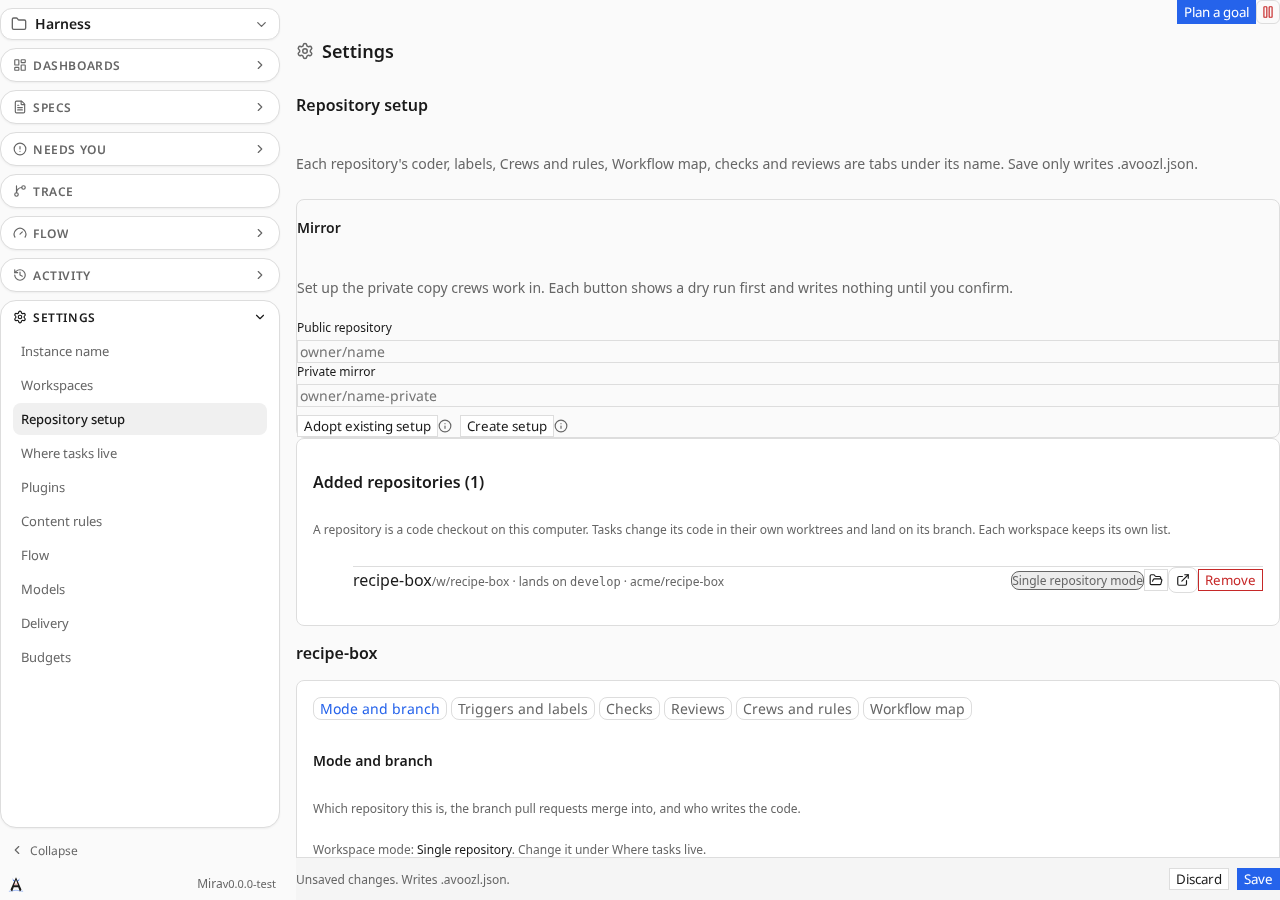 Harness
Plan a goal
DASHBOARDS
SPECS
NEEDS YOU
TRACE
FLOW
ACTIVITY
SETTINGS
Instance name
Workspaces
Repository setup
Where tasks live
Plugins
Content rules
Flow
Models
Delivery
Budgets
Collapse
Mirav0.0.0-test
Settings
Repository setup
Each repository's coder, labels, Crews and rules, Workflow map, checks and reviews are tabs under its name. Save only writes .avoozl.json.
Mirror
Set up the private copy crews work in. Each button shows a dry run first and writes nothing until you confirm.
Public repository
owner/name
Private mirror
owner/name-private
Adopt existing setup Create setup
Added repositories (1)
A repository is a code checkout on this computer. Tasks change its code in their own worktrees and land on its branch. Each workspace keeps its own list.
recipe-box/w/recipe-box · lands on develop · acme/recipe-box Single repository mode Remove
recipe-box
Mode and branch Triggers and labels Checks Reviews Crews and rules Workflow map
Mode and branch
Which repository this is, the branch pull requests merge into, and who writes the code.
Workspace mode: Single repository. Change it under Where tasks live.
Unsaved changes. Writes .avoozl.json. Discard Save